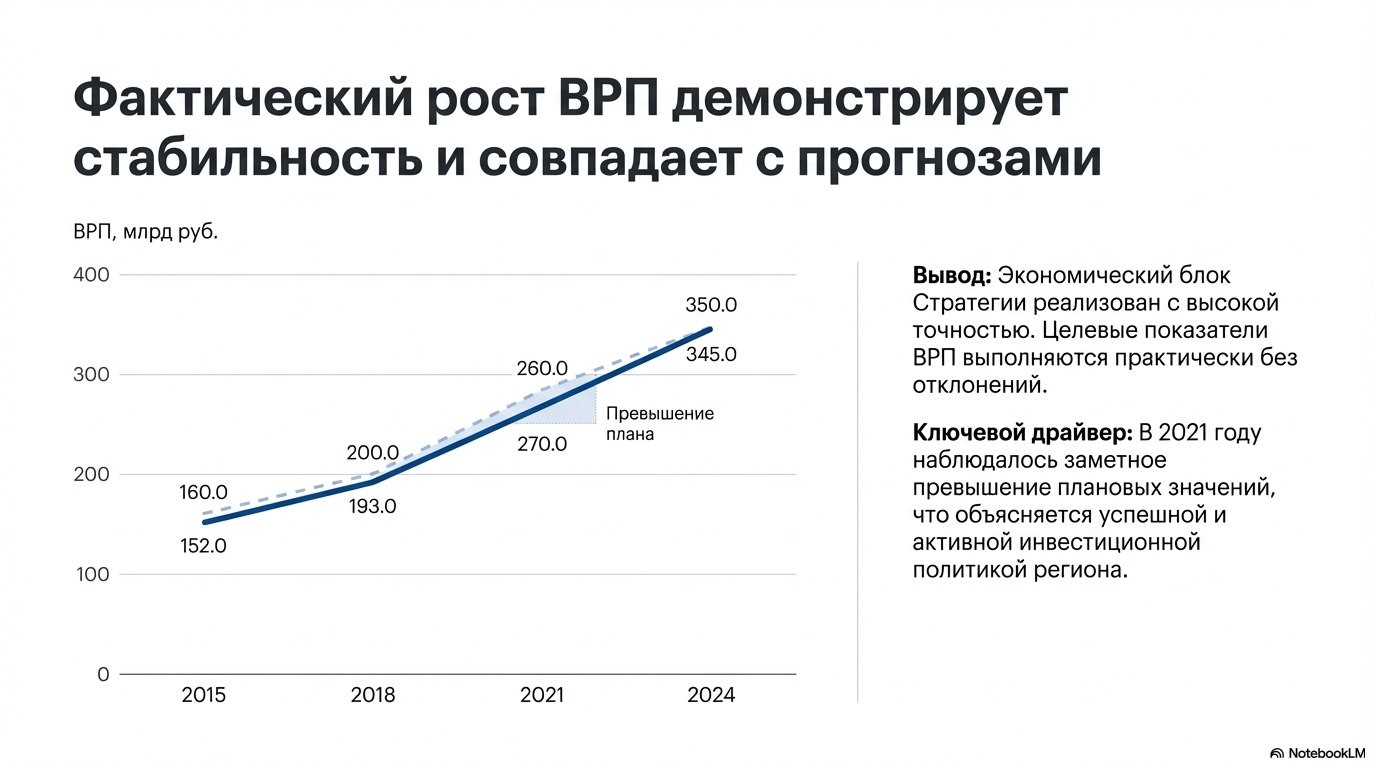 Фактический рост ВРП демонстрирует
стабильность и совпадает с прогнозами
ВРП, млрд руб.
400
300
200
100
0
160.0
152.0
200.0
193.0
260.0
270.0
Превышение
плана
350.0
345.0
2015
2018
2021
2024
Вывод: Экономический блок
Стратегии реализован с высокой
точностью. Целевые показатели
ВРП выполняются практически без
отклонений.
Ключевой драйвер: В 2021 году
наблюдалось заметное
превышение плановых значений,
что объясняется успешной и
активной инвестиционной
политикой региона.
NotebookLM